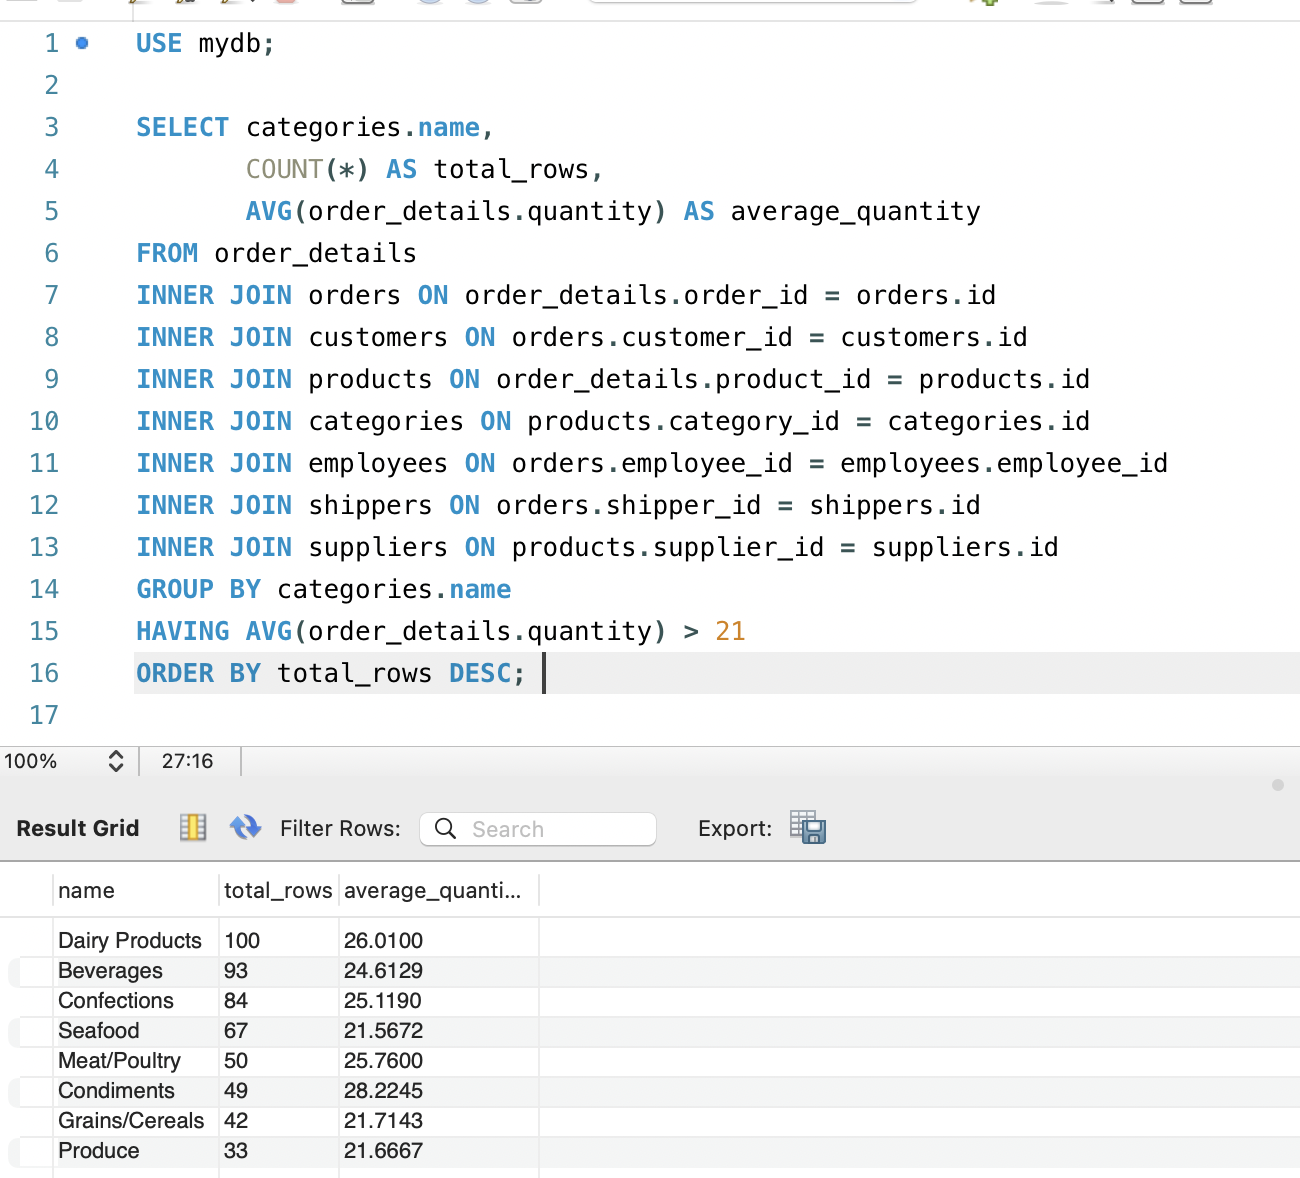 1 USE mydb;
2
3 SELECT categories.name,
4 COUNT(*) AS total_rows,
5 AVG(order_details.quantity) AS average_quantity
6 FROM order_details
7 INNER JOIN orders ON order_details.order_id = orders.id
8 INNER JOIN customers ON orders.customer_id = customers.id
9 INNER JOIN products ON order_details.product_id = products.id
10 INNER JOIN categories ON products.category_id = categories.id
11 INNER JOIN employees ON orders.employee_id = employees.employee_id
12 INNER JOIN shippers ON orders.shipper_id = shippers.id
13 INNER JOIN suppliers ON products.supplier_id = suppliers.id
14 GROUP BY categories.name
15 HAVING AVG(order_details.quantity) > 21
16 ORDER BY total_rows DESC;
17
100% 27:16
Result Grid Filter Rows: Search Export:
name total_rows average_quanti...
Dairy Products 100 26.0100
Beverages 93 24.6129
Confections 84 25.1190
Seafood 67 21.5672
Meat/Poultry 50 25.7600
Condiments 49 28.2245
Grains/Cereals 42 21.7143
Produce 33 21.6667